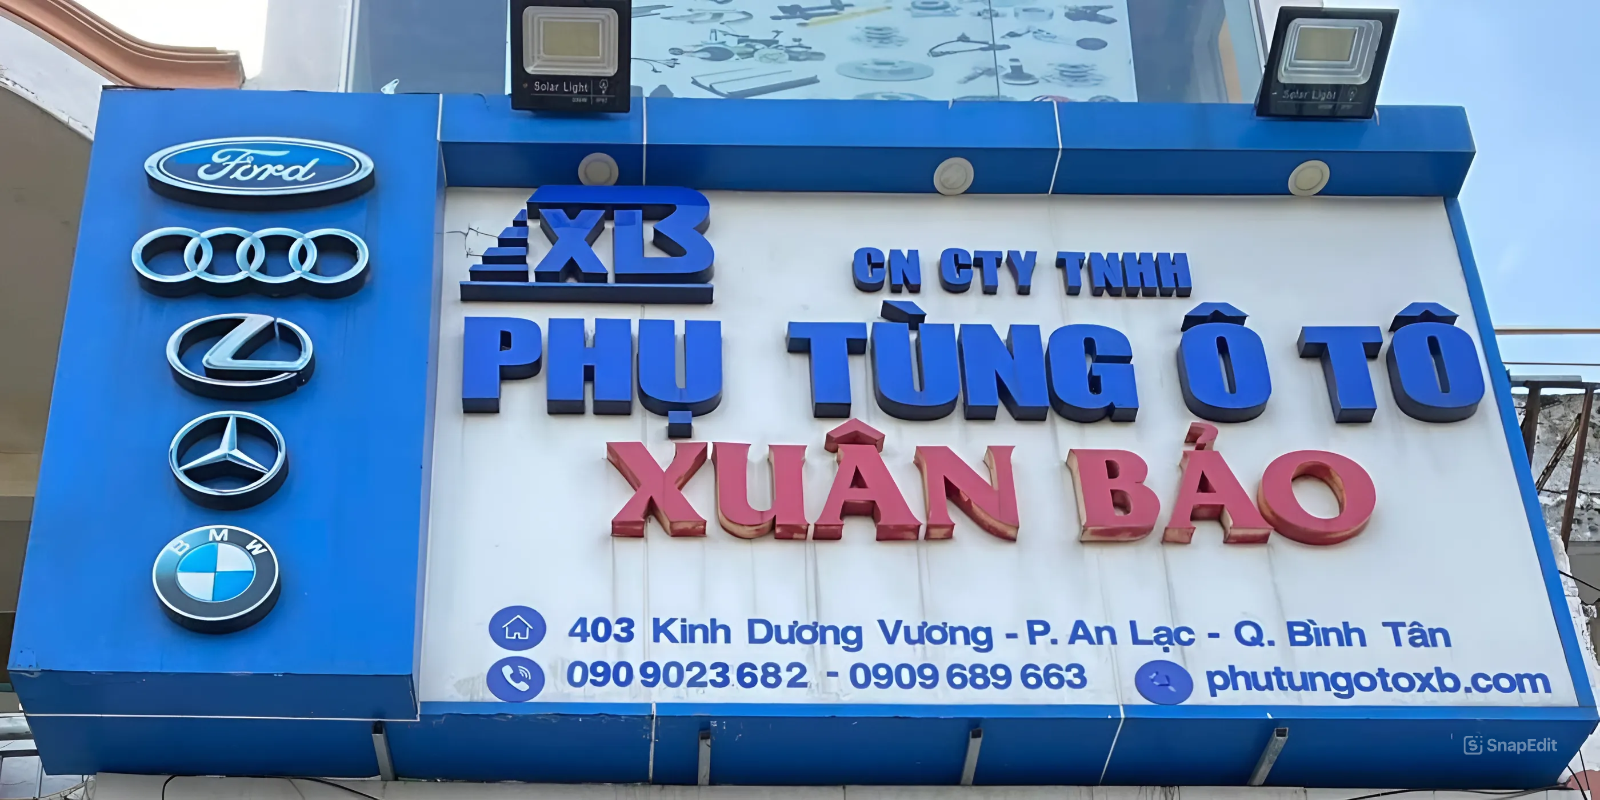 Solar Light
Solar Light
Ford
BMW
XB
CN CTY TNHH
PHỤ TÙNG Ô TÔ
XUÂN BẢO
403 Kinh Dương Vương - P. An Lạc - Q. Bình Tân
090 9023 682 - 0909 689 663
phutungotoxb.com
SnapEdit